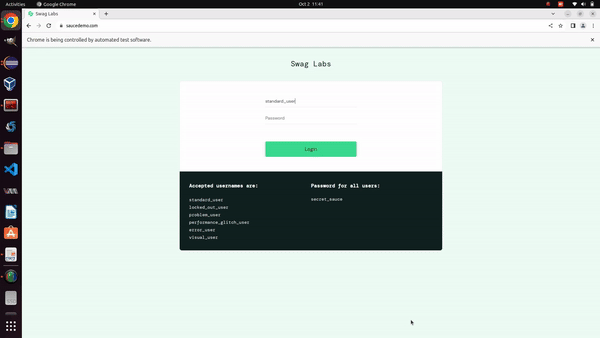 Activities
Google Chrome
Oct 2 11:41
Swag Labs
saucedemo.com
Chrome is being controlled by automated test software.
Swag Labs
standard_user
Password
Login
Accepted usernames are:
standard_user
locked_out_user
problem_user
performance_glitch_user
error_user
visual_user
Password for all users:
secret_sauce